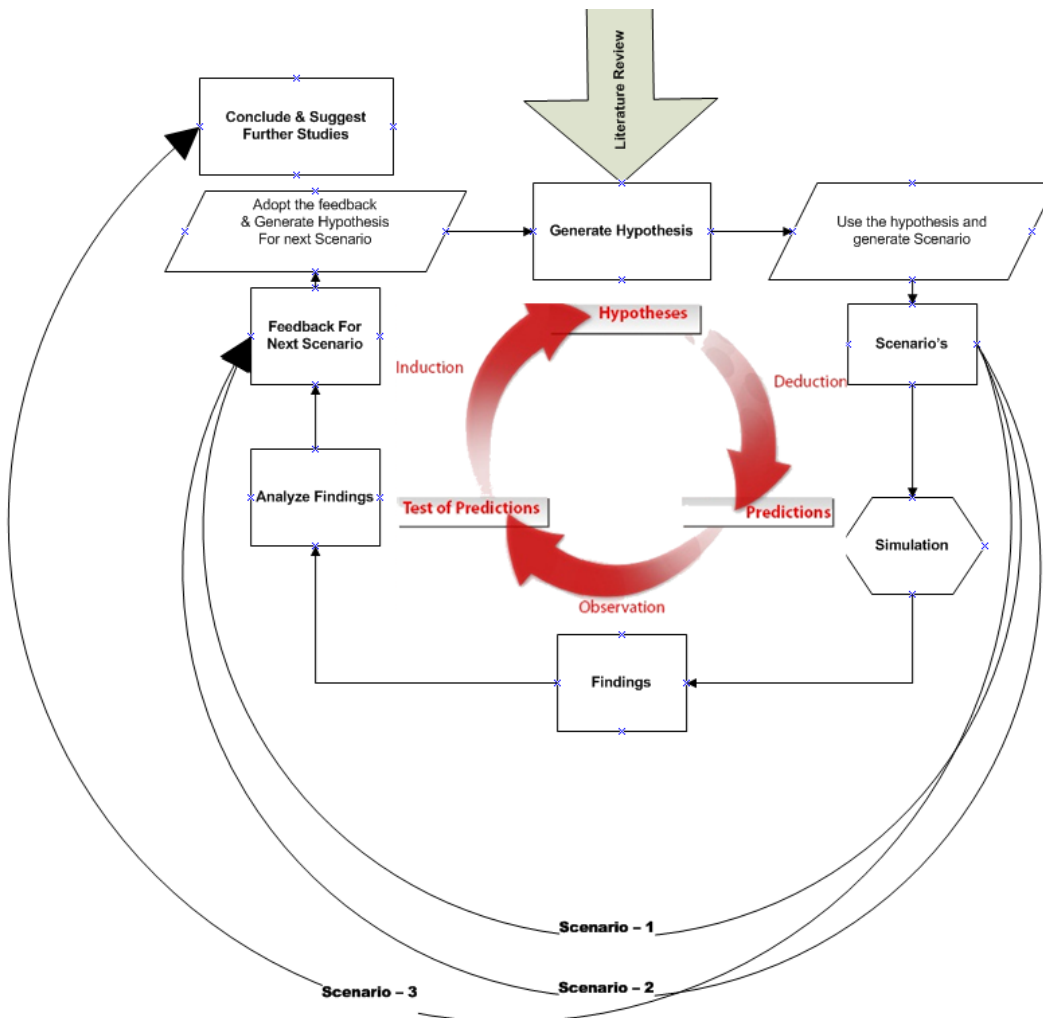 Literature Review
Conclude & Suggest
Further Studies
Adopt the feedback
& Generate Hypothesis
For next Scenario
Generate Hypothesis
Use the hypothesis and
generate Scenario
Feedback For
Next Scenario
Hypotheses
Scenario's
Induction
Deduction
Analyze Findings
Test of Predictions
Predictions
Simulation
Observation
Findings
Scenario – 1
Scenario – 2
Scenario – 3